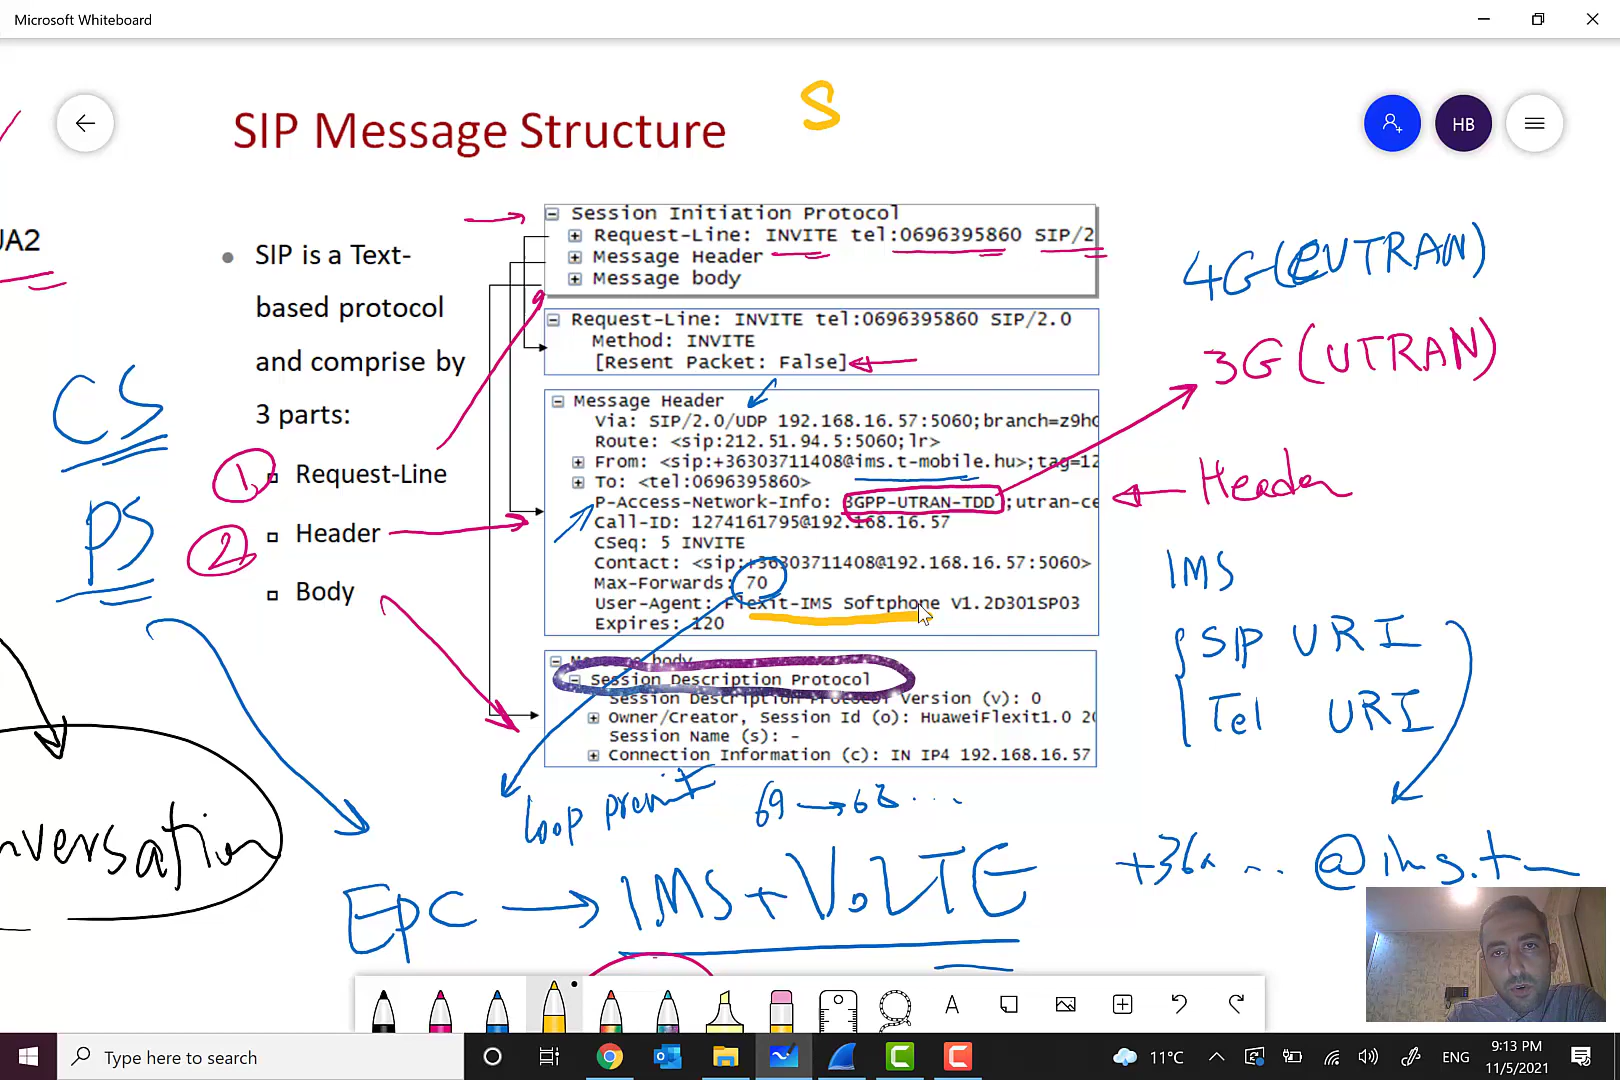 Microsoft Whiteboard
S
SIP Message Structure
HB
UA2
SIP is a Text-
based protocol
and comprise by
3 parts:
1. Request-Line
2. Header
Body
CS
PS
Session Initiation Protocol
Request-Line: INVITE tel:0696395860 SIP/2
Message Header
Message body
Request-Line: INVITE tel:0696395860 SIP/2.0
Method: INVITE
[Resent Packet: False]
Message Header
Via: SIP/2.0/UDP 192.168.16.57:5060;branch=z9hG
Route: <sip:212.51.94.5:5060;lr>
From: <sip:+36303711408@ims.t-mobile.hu>;tag=12
To: <tel:0696395860>
P-Access-Network-Info: 3GPP-UTRAN-TDD ;utran-ce
Call-ID: 1274161795@192.168.16.57
CSeq: 5 INVITE
Contact: <sip:+36303711408@192.168.16.57:5060>
Max-Forwards: 70
User-Agent: Flexit-IMS Softphone V1.2D301SP03
Expires: 120
Message body
Session Description Protocol
Session Description Protocol Version (v): 0
Owner/Creator, Session Id (o): HuaweiFlexit1.0 20
Session Name (s): -
Connection Information (c): IN IP4 192.168.16.57
4G(eUTRAN)
3G(UTRAN)
Header
IMS
SIP URI
Tel URI
loop
69 → 68 ...
nversation
EPC → IMS+VoLTE
+36 ... @ims.t
Type here to search
11°C
ENG
9:13 PM
11/5/2021